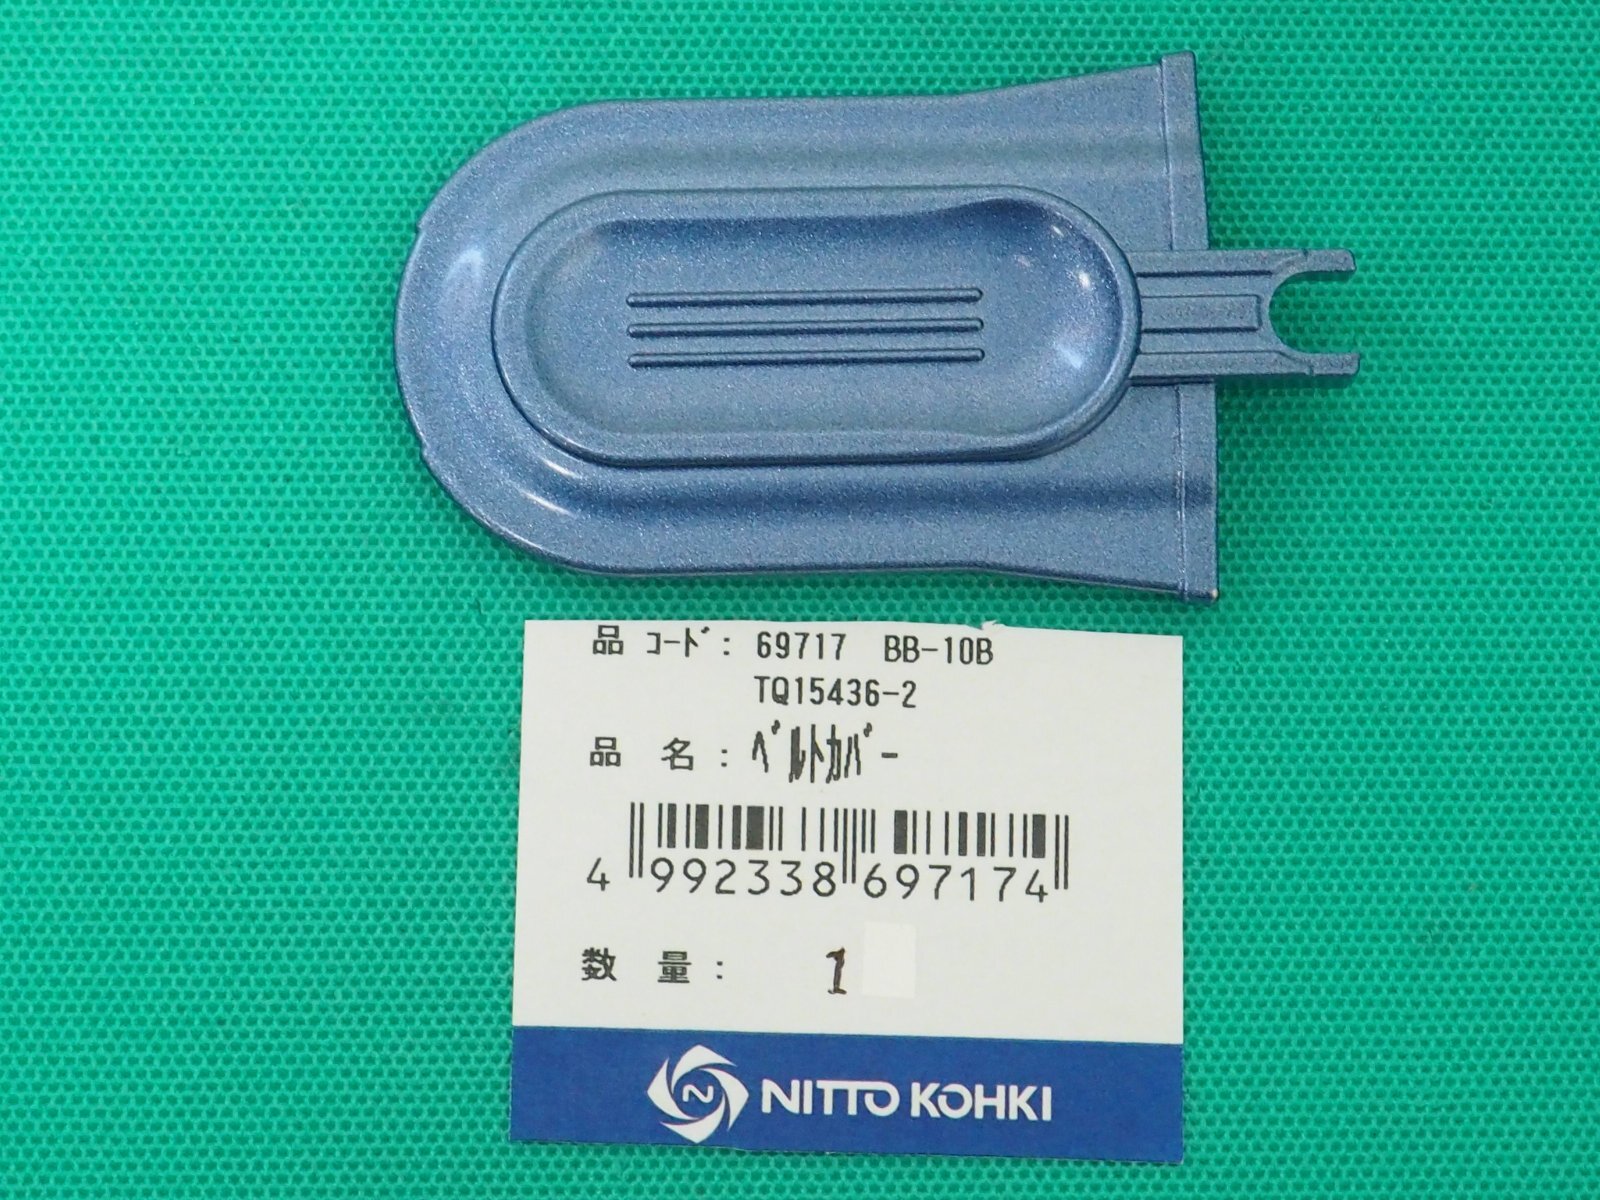 品 ｺｰﾄﾞ: 69717 BB-10B
TQ15436-2
品 名: ﾍﾞﾙﾄｶﾊﾞｰ
4 992338 697174
数 量: 1
NITTO KOHKI